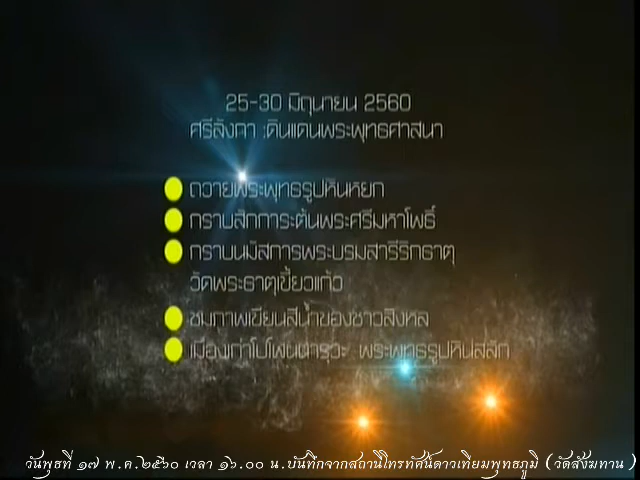 25-30 มิถุนายน 2560
ศรีลังกา :ดินแดนพระพุทธศาสนา
ถวายพระพุทธรูปหินหยก
กราบสักการะต้นพระศรีมหาโพธิ์
กราบนมัสการพระบรมสารีริกธาตุ
วัดพระธาตุเขี้ยวแก้ว
ชมภาพเขียนสีน้ำของชาวสิงหล
เมืองเก่าโปโฬนนารุวะ พระพุทธรูปหินสลัก
วันพุธที่ ๑๗ พ.ค.๒๕๖๐ เวลา ๑๖.๐๐ น.บันทึกจากสถานีโทรทัศน์ดาวเทียมพุทธภูมิ (วัดสังฆทาน)